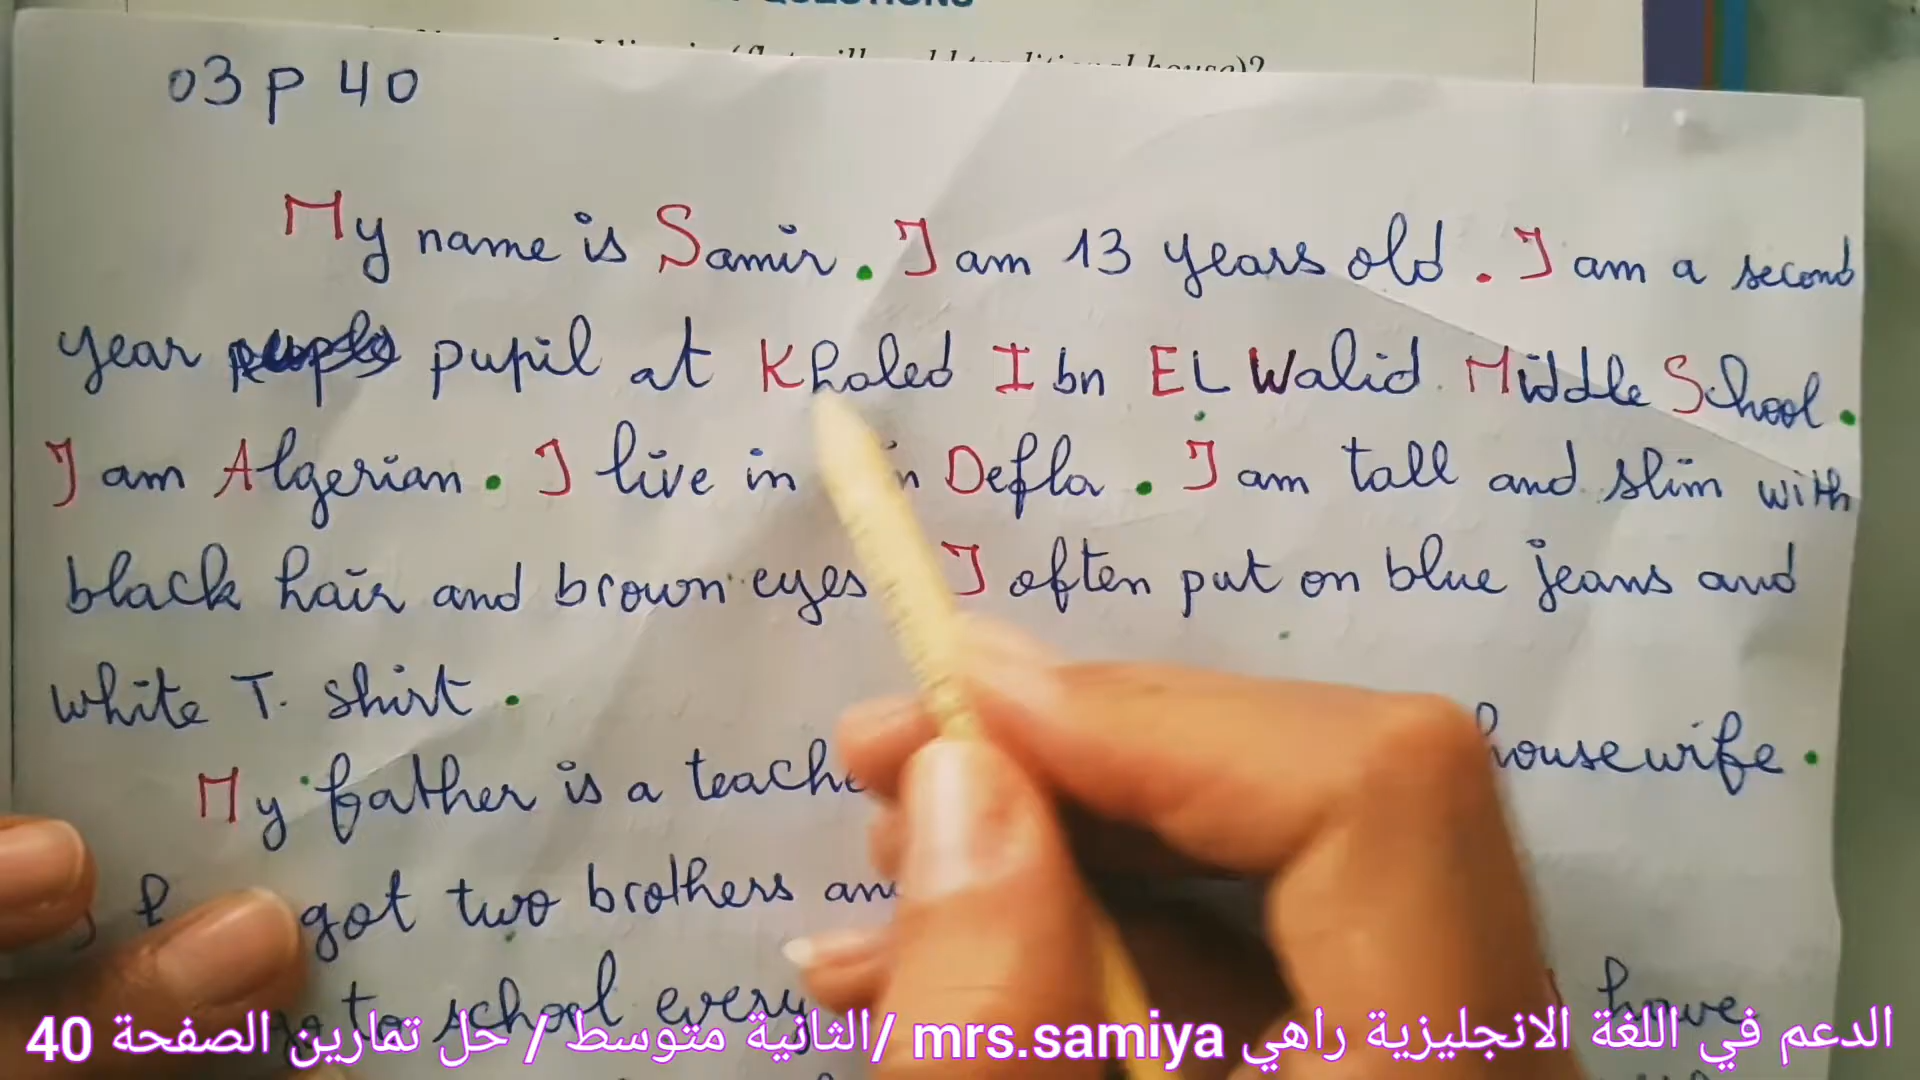 QUESTIONS
03 p 40
My name is Samir. I am 13 years old. I am a second
year pupil at Khaled Ibn EL Walid Middle School.
I am Algerian. I live in Defla. I am tall and slim with
black hair and brown eyes I often put on blue jeans and
white T. shirt.
My father is a housewife.
got two brothers
to school every have
الدعم في اللغة الانجليزية راهي mrs.samiya /الثانية متوسط / حل تمارين الصفحة 40